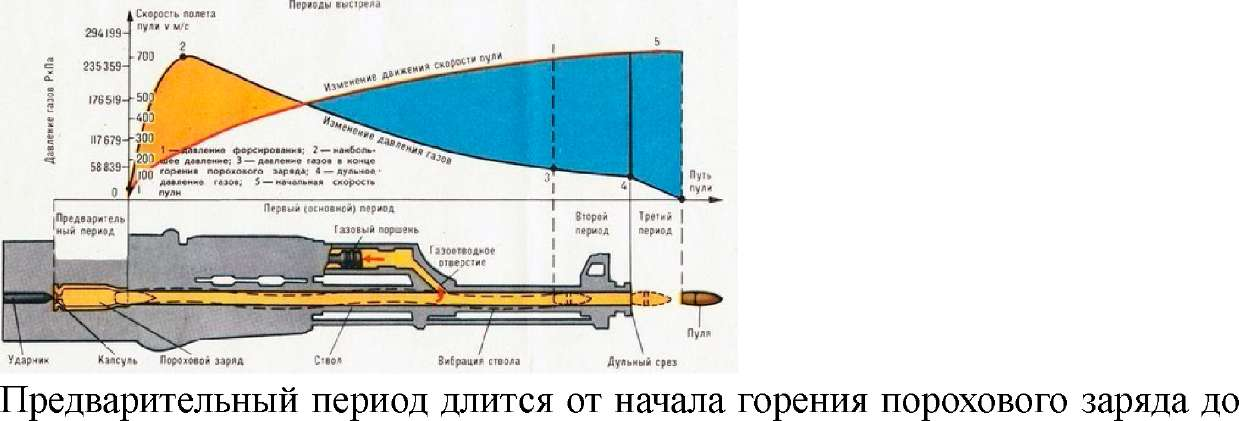 Периоды выстрела
Скорость полета
пули v м/с
Давление газов РкПа
294199
235359
176519
117679
58839
0
700
500
400
300
200
100
1
2
3
4
5
Изменение движения скорости пули
Изменение давления газов
1 — давление форсирования; 2 — наиболь-
шее давление; 3 — давление газов в конце
горения порохового заряда; 4 — дульное
давление газов; 5 — начальная скорость
пули
Путь
пули
Предваритель
ный период
Первый (основной) период
Второй
период
Третий
период
Газовый поршень
Газоотводное
отверстие
Пуля
Ударник
Капсуль
Пороховой заряд
Ствол
Вибрация ствола
Дульный срез
Предварительный период длится от начала горения порохового заряда до